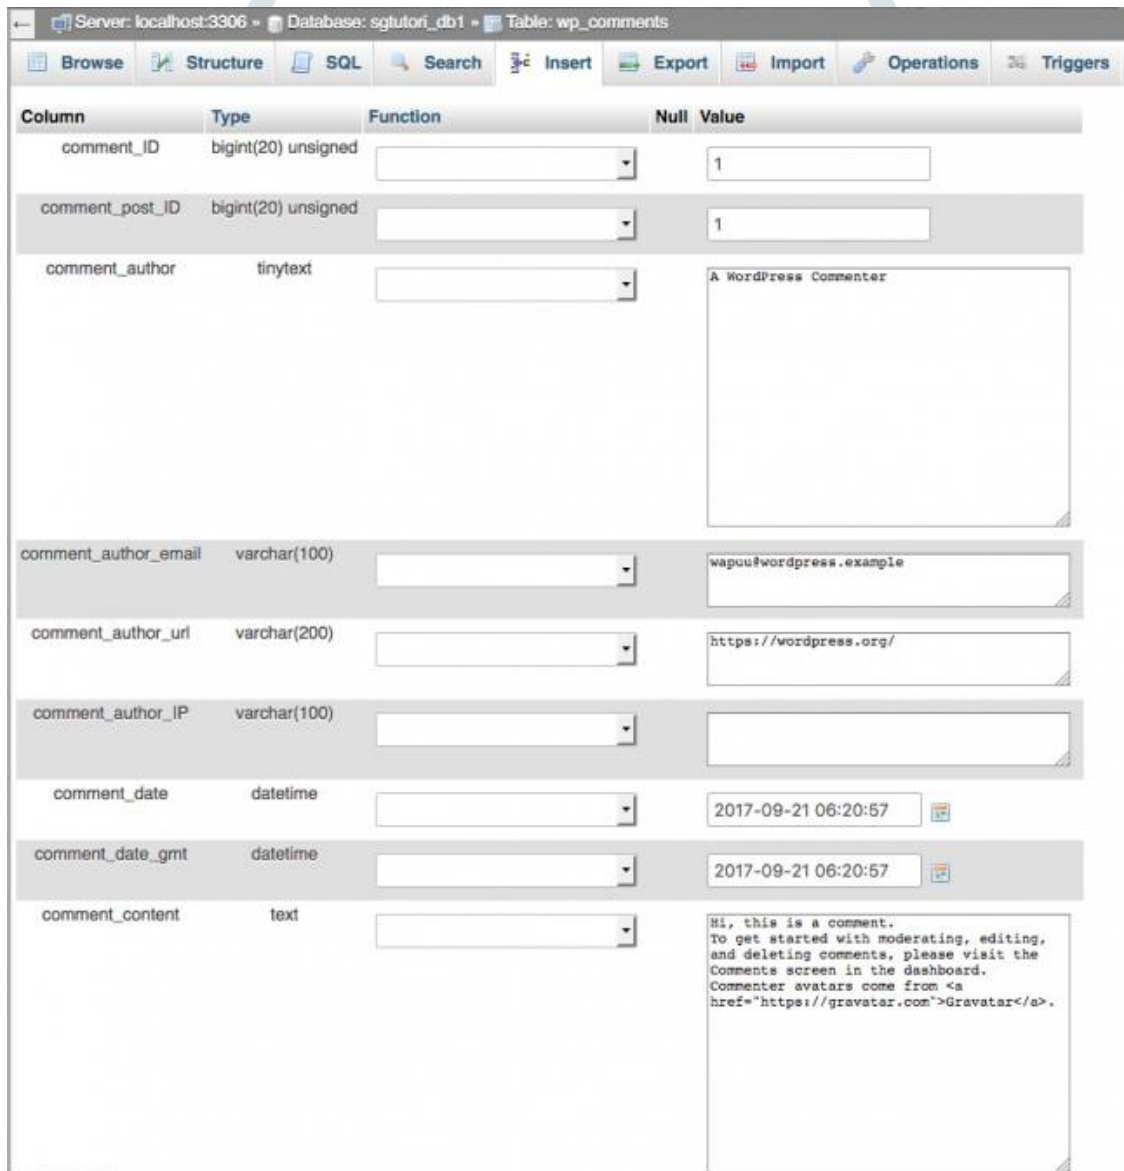 Server: localhost:3306 » Database: sgtutori_db1 » Table: wp_comments
Browse Structure SQL Search Insert Export Import Operations Triggers
Column Type Function Null Value
comment_ID bigint(20) unsigned 1
comment_post_ID bigint(20) unsigned 1
comment_author tinytext A WordPress Commenter
comment_author_email varchar(100) wapuu@wordpress.example
comment_author_url varchar(200) https://wordpress.org/
comment_author_IP varchar(100)
comment_date datetime 2017-09-21 06:20:57
comment_date_gmt datetime 2017-09-21 06:20:57
comment_content text Hi, this is a comment.
To get started with moderating, editing,
and deleting comments, please visit the
Comments screen in the dashboard.
Commenter avatars come from <a
href="https://gravatar.com">Gravatar</a>.